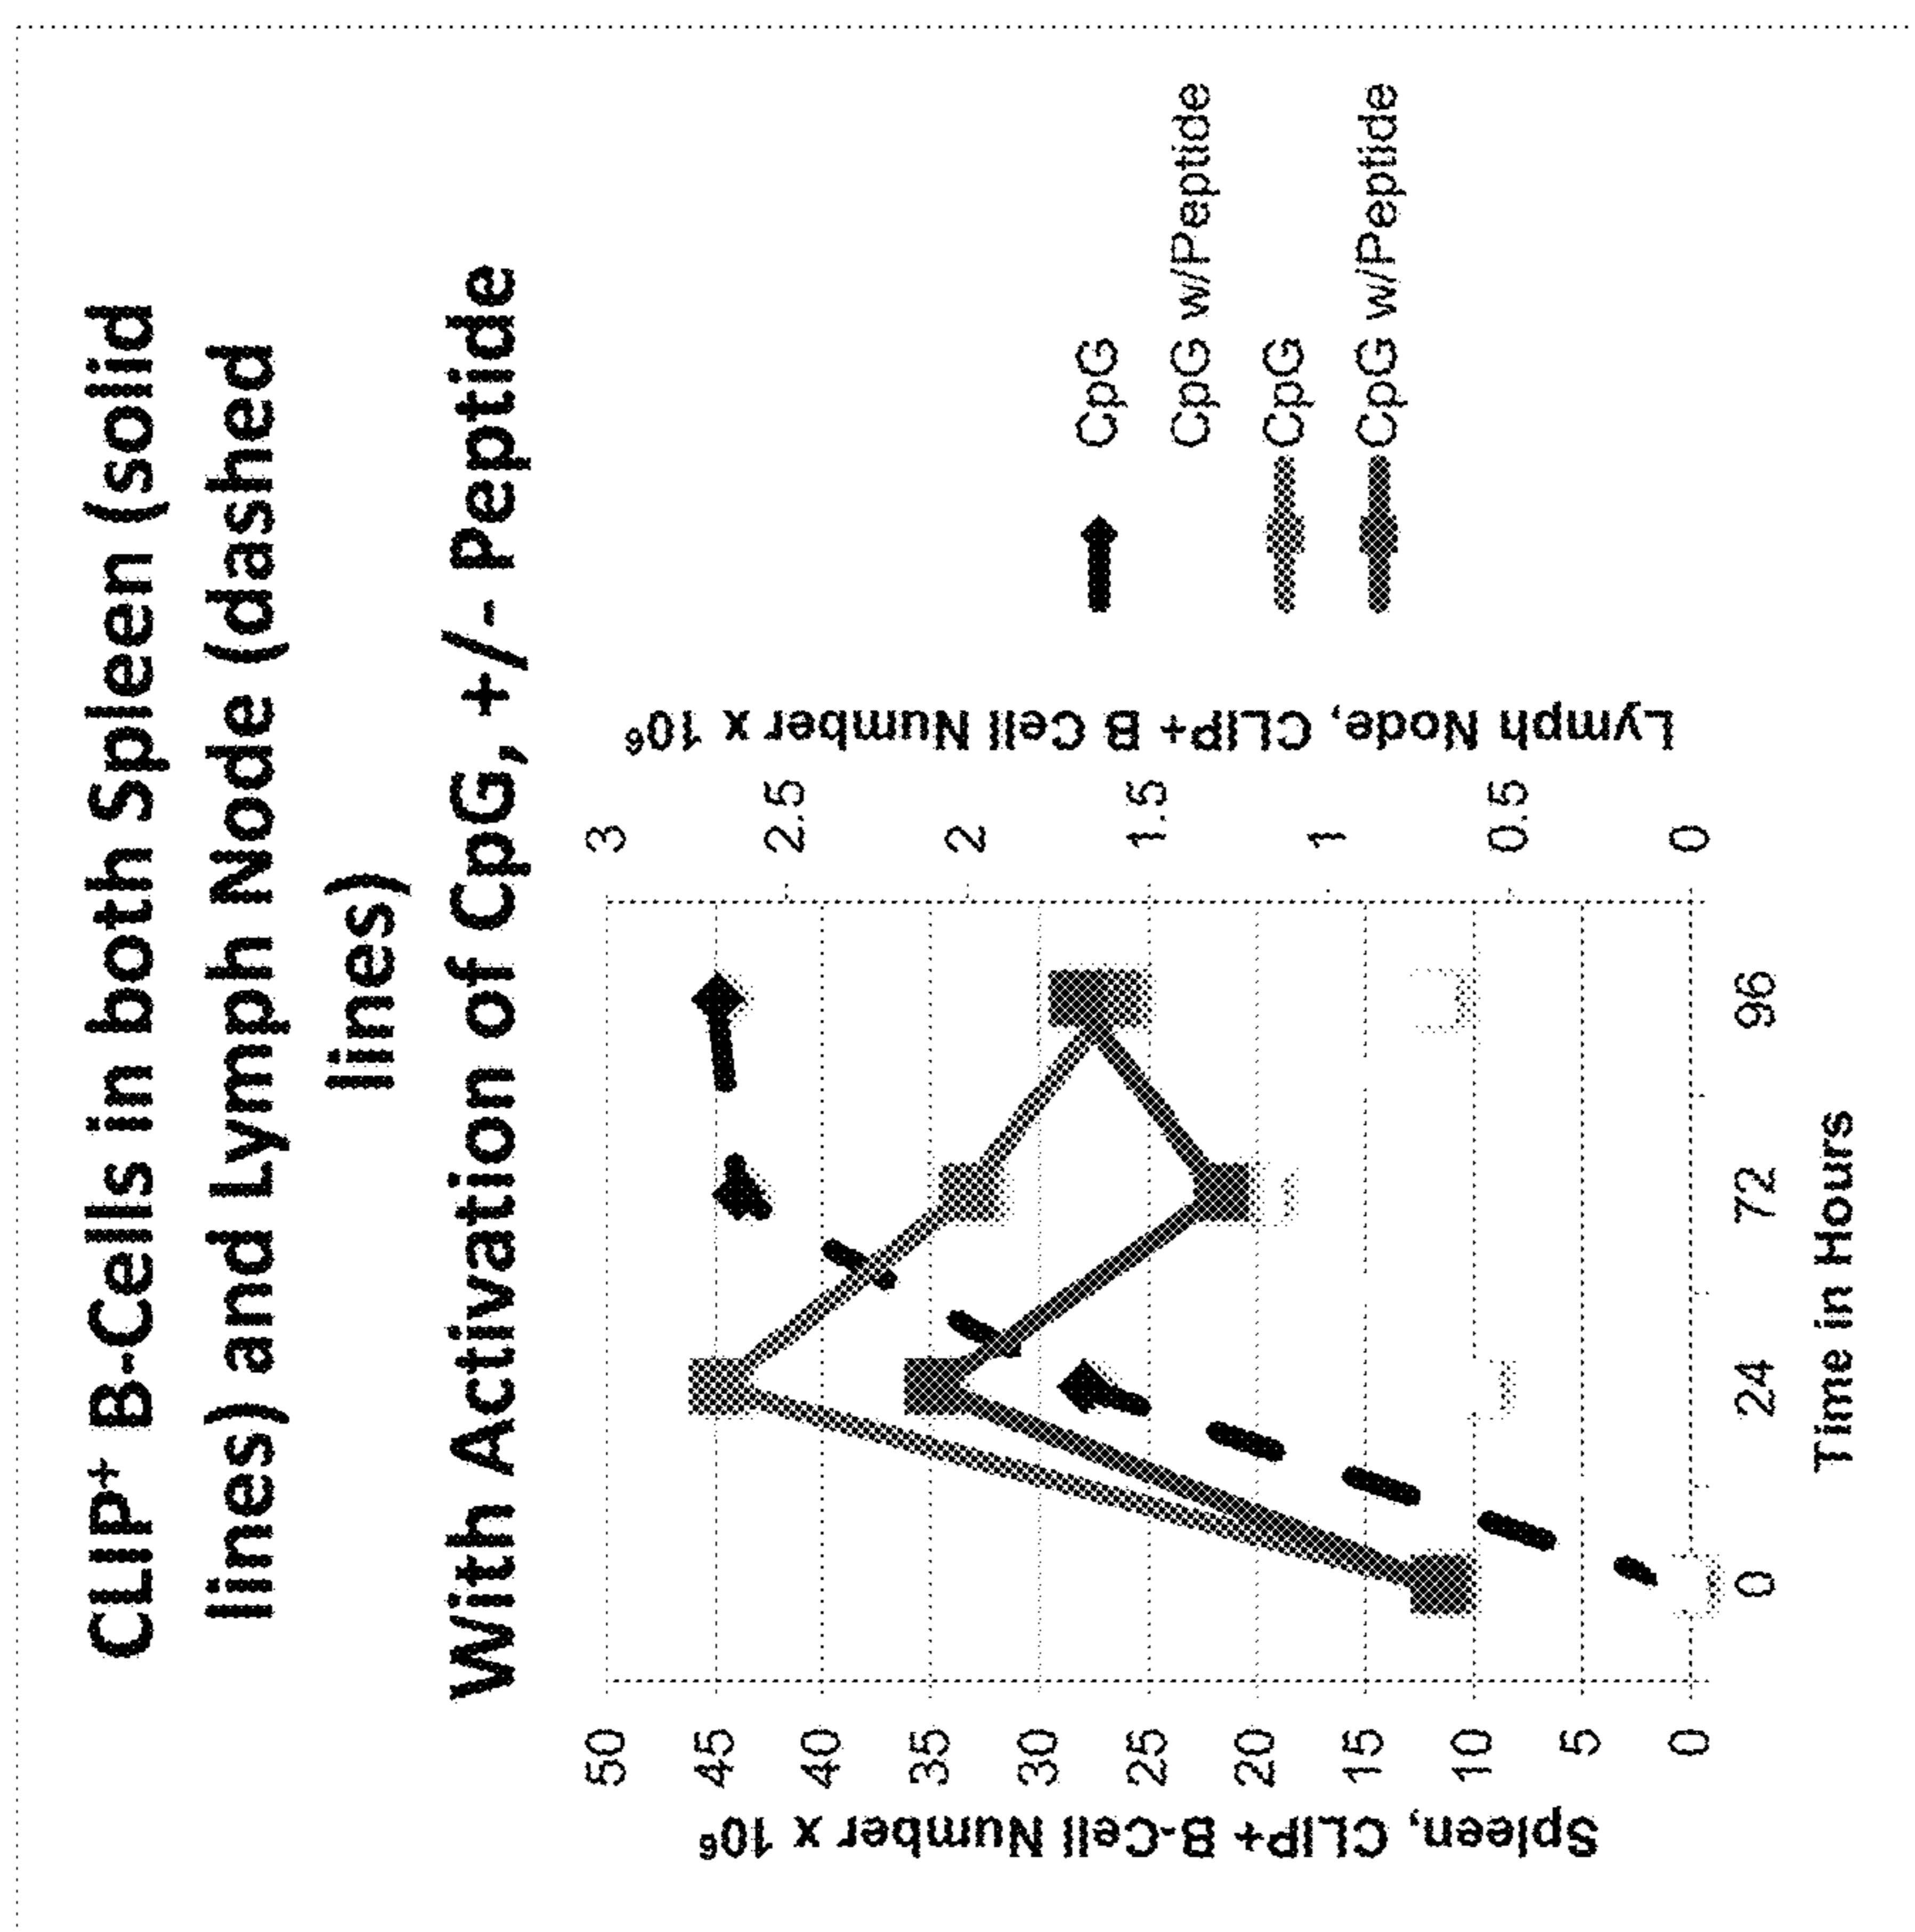 CLIP⁺ B-Cells in both Spleen (solid
lines) and Lymph Node (dashed
lines)
With Activation of CpG, +/- Peptide
Spleen, CLIP+ B-Cell Number x 10⁶
50
45
40
35
30
25
20
15
10
5
0
0
24
72
96
Time in Hours
3
2.5
2
1.5
1
0.5
0
Lymph Node, CLIP+ B Cell Number x 10⁶
CpG
CpG w/Peptide
CpG
CpG w/Peptide